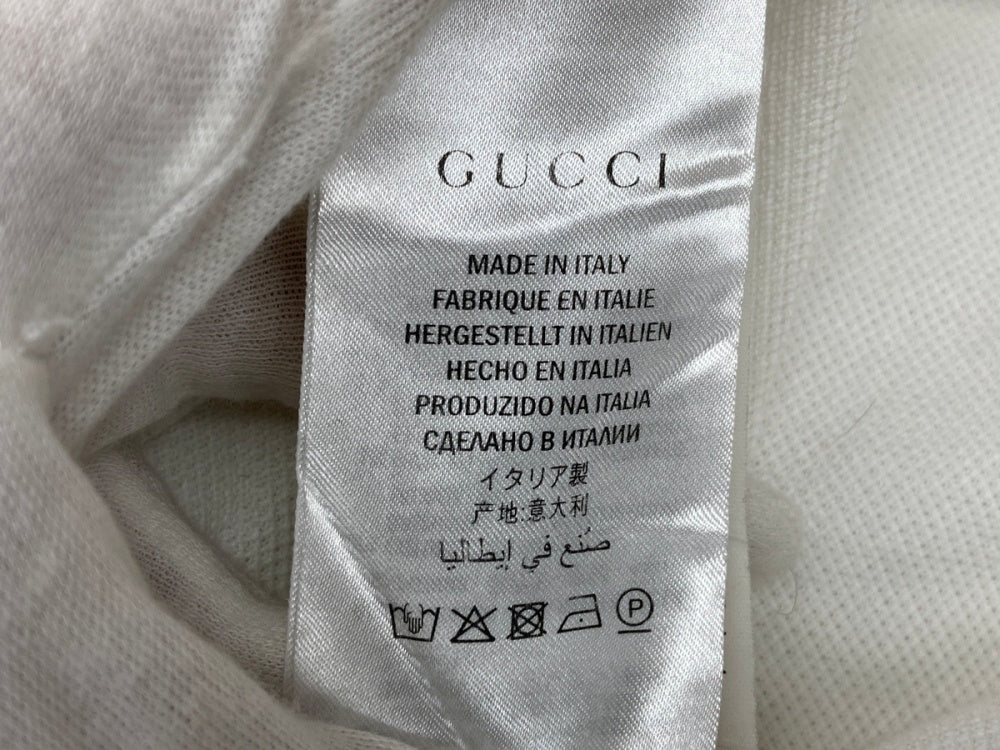 GUCCI
MADE IN ITALY
FABRIQUE EN ITALIE
HERGESTELLT IN ITALIEN
HECHO EN ITALIA
PRODUZIDO NA ITALIA
СДЕЛАНО В ИТАЛИИ
イタリア製
产地:意大利
صُنع في إيطاليا
P